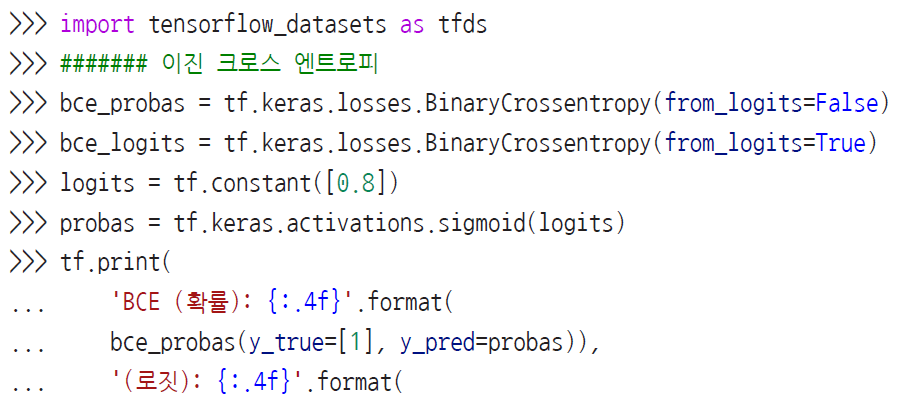 >>> import tensorflow_datasets as tfds
>>> ####### 이진 크로스 엔트로피
>>> bce_probas = tf.keras.losses.BinaryCrossentropy(from_logits=False)
>>> bce_logits = tf.keras.losses.BinaryCrossentropy(from_logits=True)
>>> logits = tf.constant([0.8])
>>> probas = tf.keras.activations.sigmoid(logits)
>>> tf.print(
...     'BCE (확률): {:.4f}'.format(
...     bce_probas(y_true=[1], y_pred=probas)),
...     '(로짓): {:.4f}'.format(